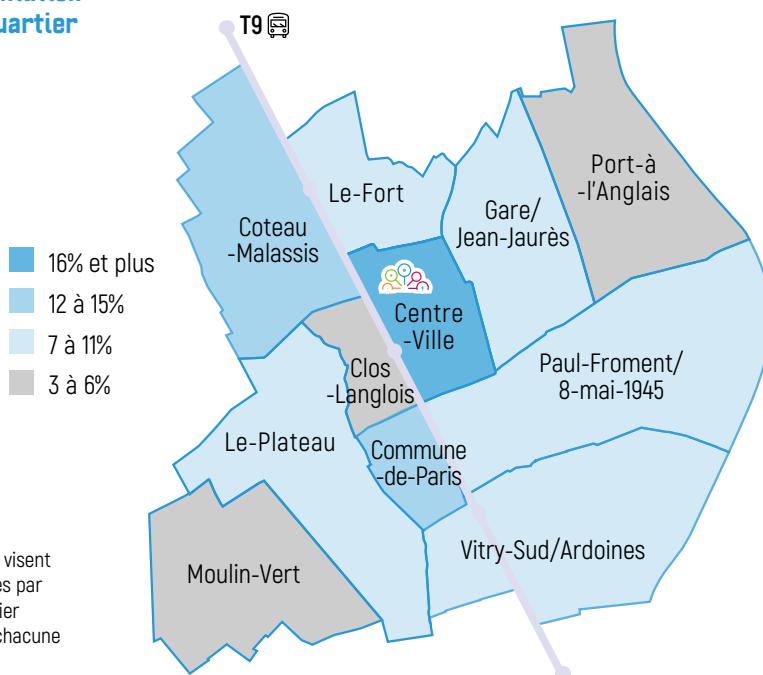 uartier
T9
Port-à
-l'Anglais
Le-Fort
Gare/
Jean-Jaurès
Coteau
-Malassis
16% et plus
12 à 15%
7 à 11%
3 à 6%
Centre
-Ville
Paul-Froment/
8-mai-1945
Clos
-Langlois
Le-Plateau
Commune
-de-Paris
Vitry-Sud/Ardoines
Moulin-Vert
visent
es par
ier
chacune